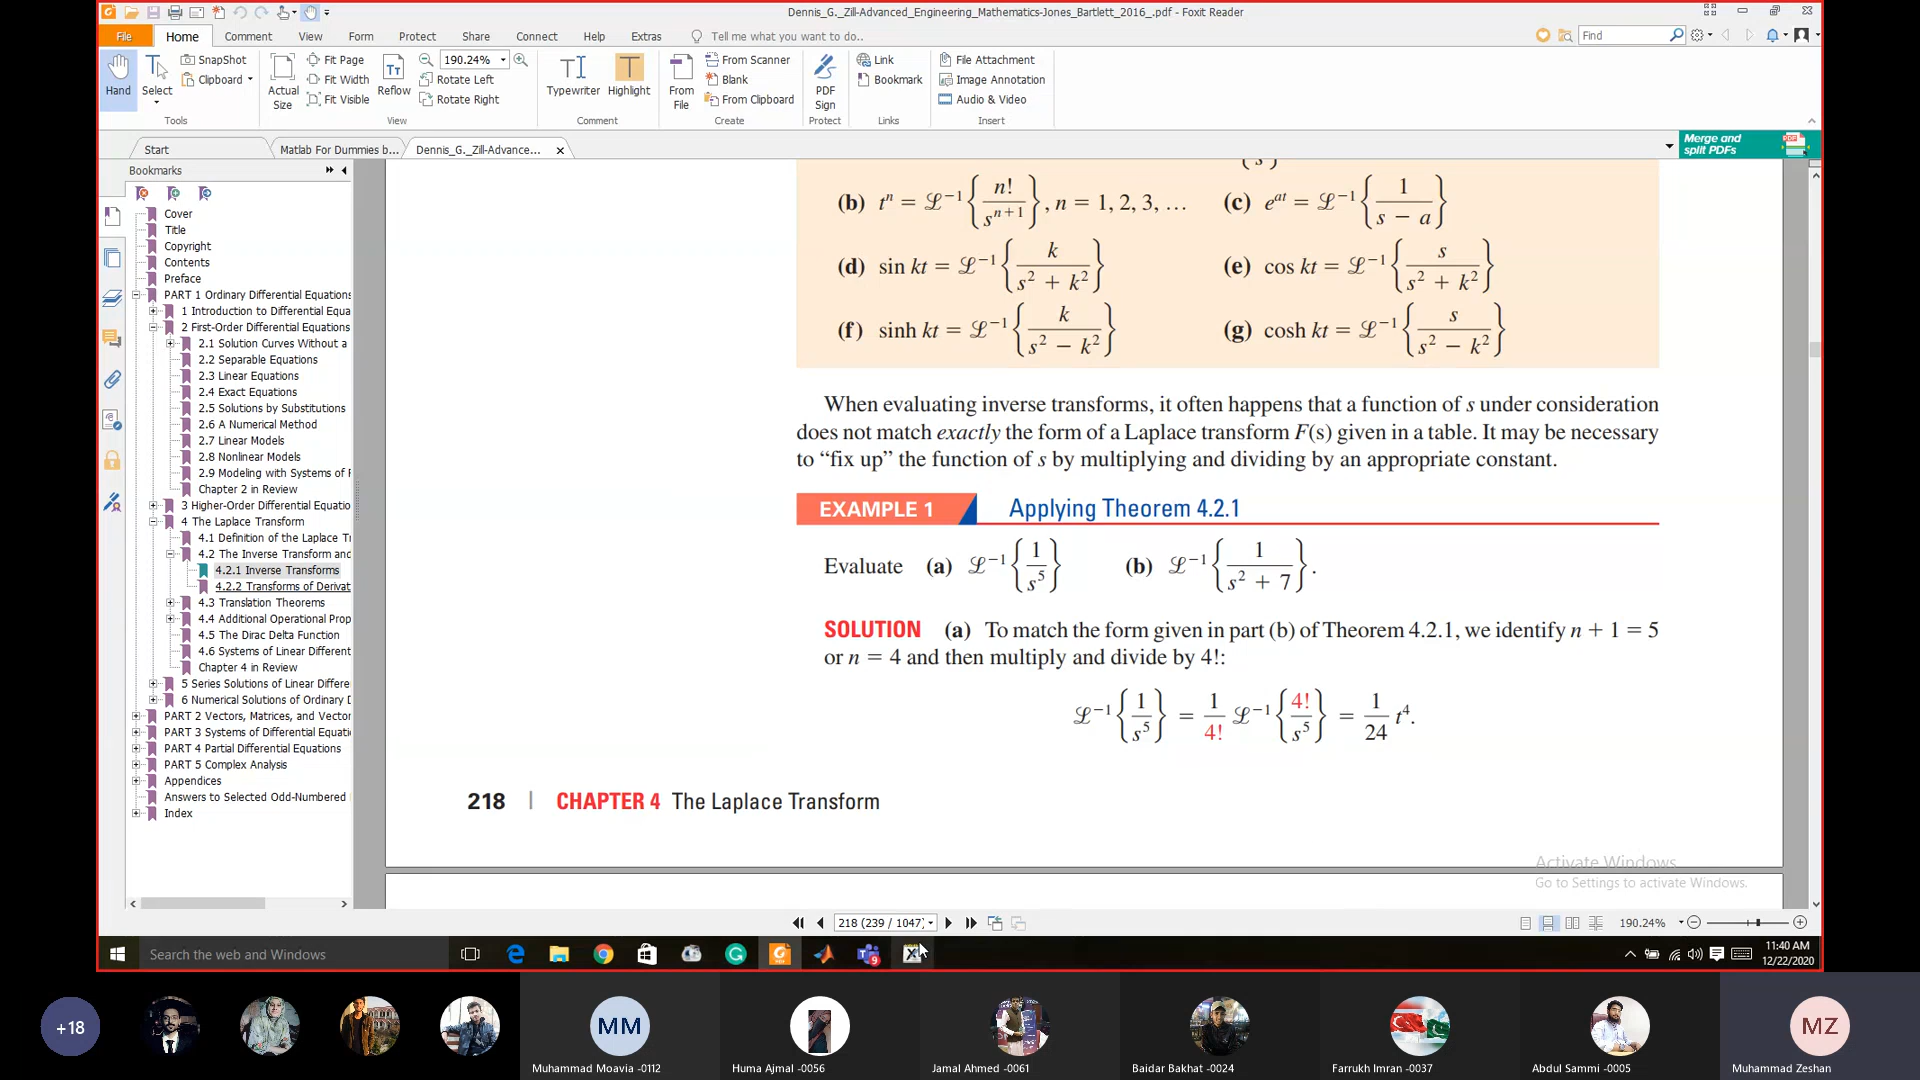 Dennis_G._Zill-Advanced_Engineering_Mathematics-Jones_Bartlett_2016_.pdf - Foxit Reader
File Home Comment View Form Protect Share Connect Help Extras Tell me what you want to do.. Find
Hand Select SnapShot Clipboard Actual Size Fit Page Fit Width Fit Visible Reflow 190.24% Rotate Left Rotate Right Typewriter Highlight From File From Scanner Blank From Clipboard PDF Sign Link Bookmark File Attachment Image Annotation Audio & Video
Tools View Comment Create Protect Links Insert
Start Matlab For Dummies b... Dennis_G._Zill-Advance... Merge and split PDFs
Bookmarks
Cover
Title
Copyright
Contents
Preface
PART 1 Ordinary Differential Equations
1 Introduction to Differential Equa
2 First-Order Differential Equations
2.1 Solution Curves Without a
2.2 Separable Equations
2.3 Linear Equations
2.4 Exact Equations
2.5 Solutions by Substitutions
2.6 A Numerical Method
2.7 Linear Models
2.8 Nonlinear Models
2.9 Modeling with Systems of F
Chapter 2 in Review
3 Higher-Order Differential Equatio
4 The Laplace Transform
4.1 Definition of the Laplace Tr
4.2 The Inverse Transform and
4.2.1 Inverse Transforms
4.2.2 Transforms of Derivat
4.3 Translation Theorems
4.4 Additional Operational Prop
4.5 The Dirac Delta Function
4.6 Systems of Linear Different
Chapter 4 in Review
5 Series Solutions of Linear Differe
6 Numerical Solutions of Ordinary D
PART 2 Vectors, Matrices, and Vector
PART 3 Systems of Differential Equati
PART 4 Partial Differential Equations
PART 5 Complex Analysis
Appendices
Answers to Selected Odd-Numbered
Index
(b) tⁿ = ℒ⁻¹{n!/sⁿ⁺¹}, n = 1, 2, 3, … (c) eᵃᵗ = ℒ⁻¹{1/(s − a)}
(d) sin kt = ℒ⁻¹{k/(s² + k²)} (e) cos kt = ℒ⁻¹{s/(s² + k²)}
(f) sinh kt = ℒ⁻¹{k/(s² − k²)} (g) cosh kt = ℒ⁻¹{s/(s² − k²)}
When evaluating inverse transforms, it often happens that a function of s under consideration
does not match exactly the form of a Laplace transform F(s) given in a table. It may be necessary
to “fix up” the function of s by multiplying and dividing by an appropriate constant.
EXAMPLE 1 Applying Theorem 4.2.1
Evaluate (a) ℒ⁻¹{1/s⁵} (b) ℒ⁻¹{1/(s² + 7)}.
SOLUTION (a) To match the form given in part (b) of Theorem 4.2.1, we identify n + 1 = 5
or n = 4 and then multiply and divide by 4!:
ℒ⁻¹{1/s⁵} = 1/4! ℒ⁻¹{4!/s⁵} = 1/24 t⁴.
218 | CHAPTER 4 The Laplace Transform
Activate Windows
Go to Settings to activate Windows.
218 (239 / 1047) 190.24%
Search the web and Windows 9 11:40 AM
12/22/2020
+18 MM MZ
Muhammad Moavia -0112 Huma Ajmal -0056 Jamal Ahmed -0061 Baidar Bakhat -0024 Farrukh Imran -0037 Abdul Sammi -0005 Muhammad Zeshan